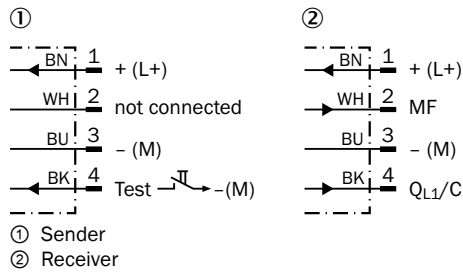 ① ②
BN 1 + (L+)
WH 2 not connected
BU 3 – (M)
BK 4 Test –(M)
BN 1 + (L+)
WH 2 MF
BU 3 – (M)
BK 4 QL1/C
① Sender
② Receiver